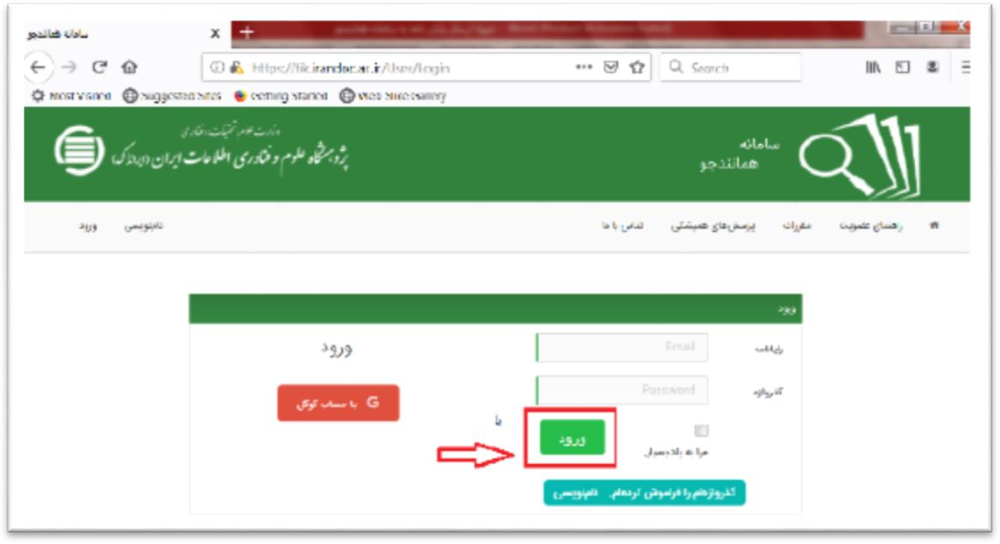 سامانه همانندجو
https://tik.irandoc.ac.ir/User/Login
Search
Most Visited Suggested Sites Getting Started Web Slice Gallery
وزارت علوم، تحقیقات و فناوری
پژوهشگاه علوم و فناوری اطلاعات ایران (ایرانداک)
سامانه
همانندجو
راهنمای عضویت مقررات پرسش‌های همیشگی تماس با ما نام‌نویسی ورود
ورود
رایانامه Email
گذرواژه Password
مرا به یاد بسپار
ورود
یا
ورود
با حساب گوگل
گذرواژه‌ام را فراموش کرده‌ام. نام‌نویسی